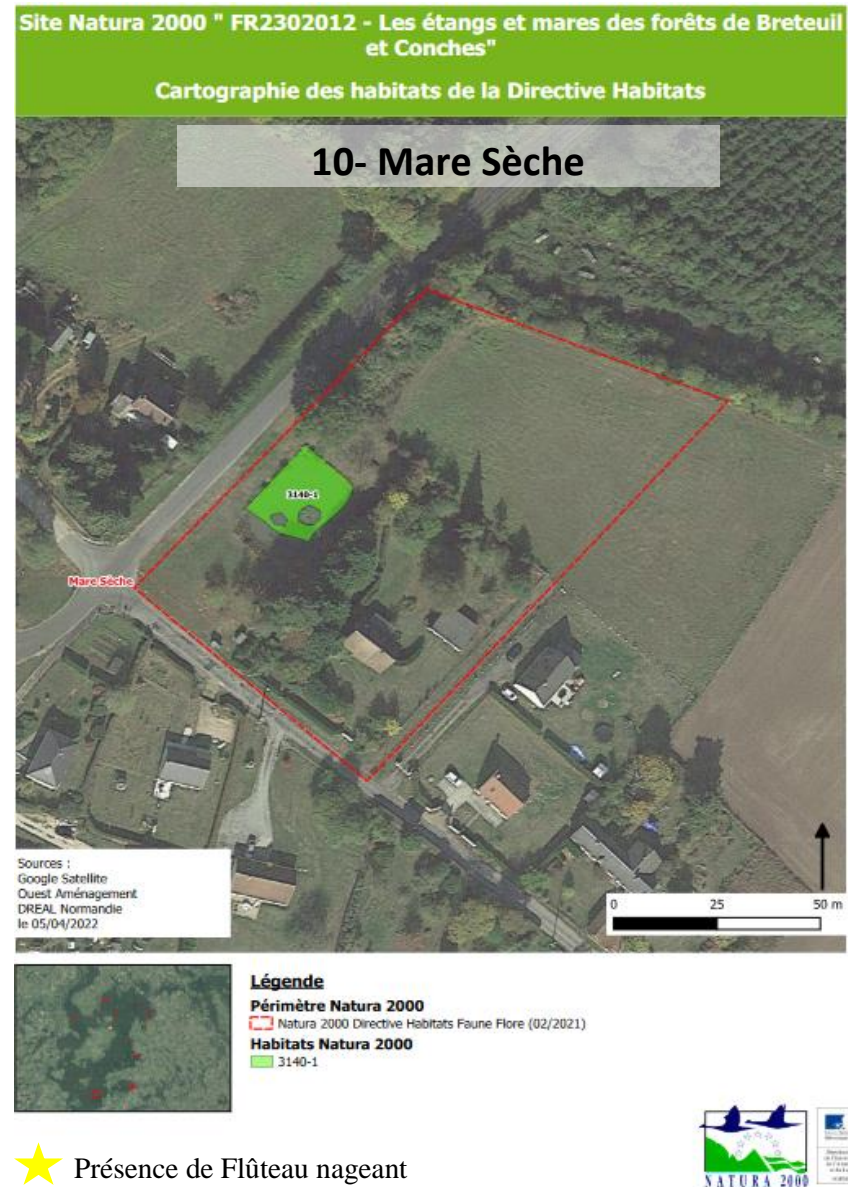 Site Natura 2000 " FR2302012 - Les étangs et mares des forêts de Breteuil
et Conches"
Cartographie des habitats de la Directive Habitats
10- Mare Sèche
3140-1
Mare Sèche
Sources :
Google Satellite
Ouest Aménagement
DREAL Normandie
le 05/04/2022
0 25 50 m
Légende
Périmètre Natura 2000
Natura 2000 Directive Habitats Faune Flore (02/2021)
Habitats Natura 2000
3140-1
NATURA 2000
Présence de Flûteau nageant